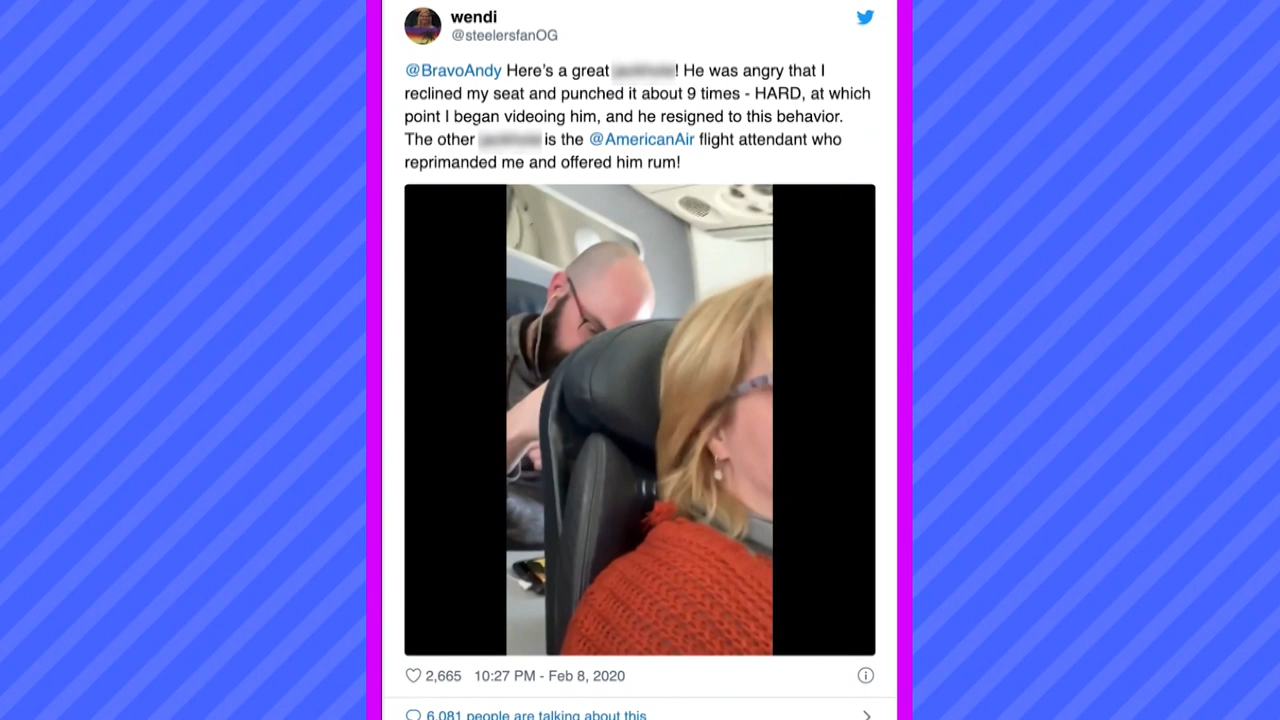 wendi
@steelersfanOG
@BravoAndy Here's a great ! He was angry that I
reclined my seat and punched it about 9 times - HARD, at which
point I began videoing him, and he resigned to this behavior.
The other is the @AmericanAir flight attendant who
reprimanded me and offered him rum!
2,665 10:27 PM - Feb 8, 2020
6,081 people are talking about this